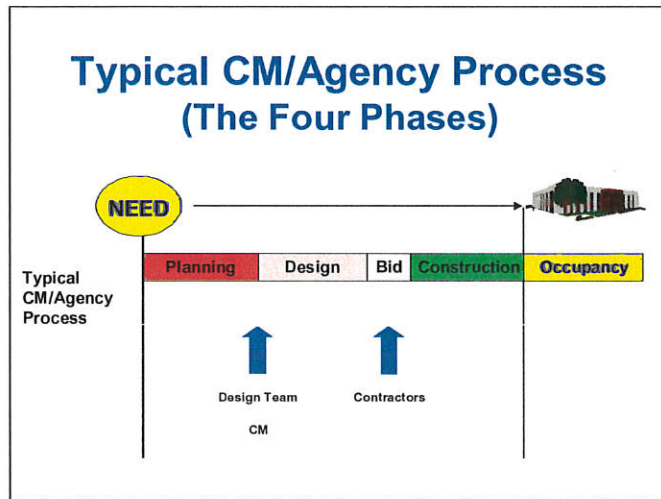 Typical CM/Agency Process
(The Four Phases)
NEED
Planning Design Bid Construction Occupancy
Typical
CM/Agency
Process
Design Team Contractors
CM